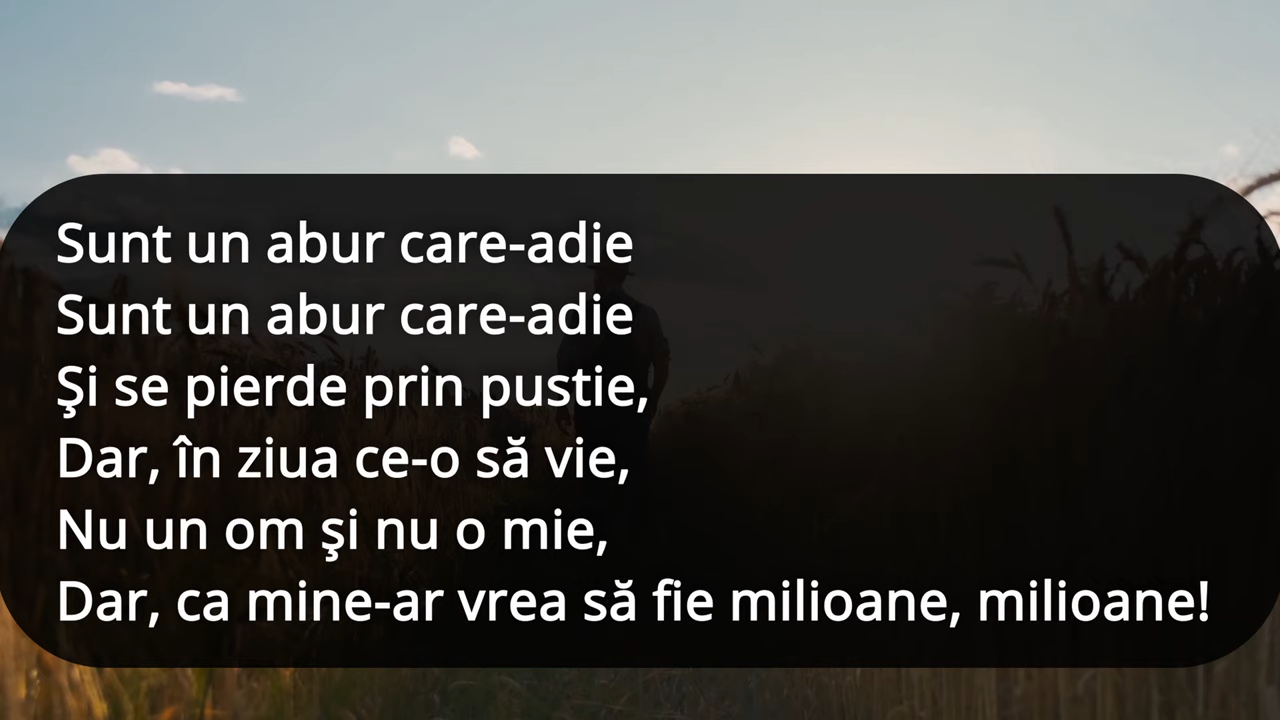 Sunt un abur care-adie
Sunt un abur care-adie
Şi se pierde prin pustie,
Dar, în ziua ce-o să vie,
Nu un om şi nu o mie,
Dar, ca mine-ar vrea să fie milioane, milioane!